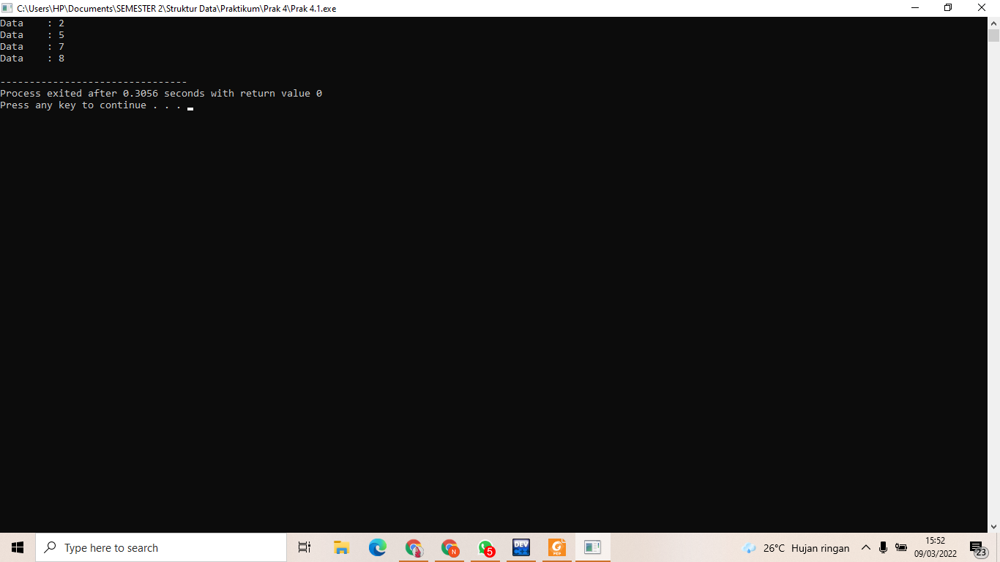 C:\Users\HP\Documents\SEMESTER 2\Struktur Data\Praktikum\Prak 4\Prak 4.1.exe
Data    : 2
Data    : 5
Data    : 7
Data    : 8
--------------------------------
Process exited after 0.3056 seconds with return value 0
Press any key to continue . . .
Type here to search
N
5
DEV
PDF
26°C Hujan ringan
15:52
09/03/2022
23